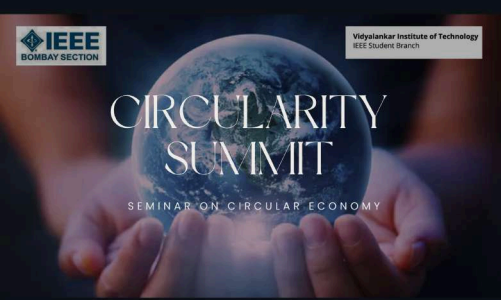 IEEE
BOMBAY SECTION
Vidyalankar Institute of Technology
IEEE Student Branch
CIRCULARITY
SUMMIT
SEMINAR ON CIRCULAR ECONOMY